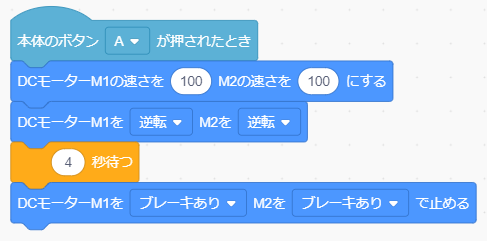 本体のボタン A が押されたとき
DCモーターM1の速さを 100 M2の速さを 100 にする
DCモーターM1を 逆転 M2を 逆転
4 秒待つ
DCモーターM1を ブレーキあり M2を ブレーキあり で止める